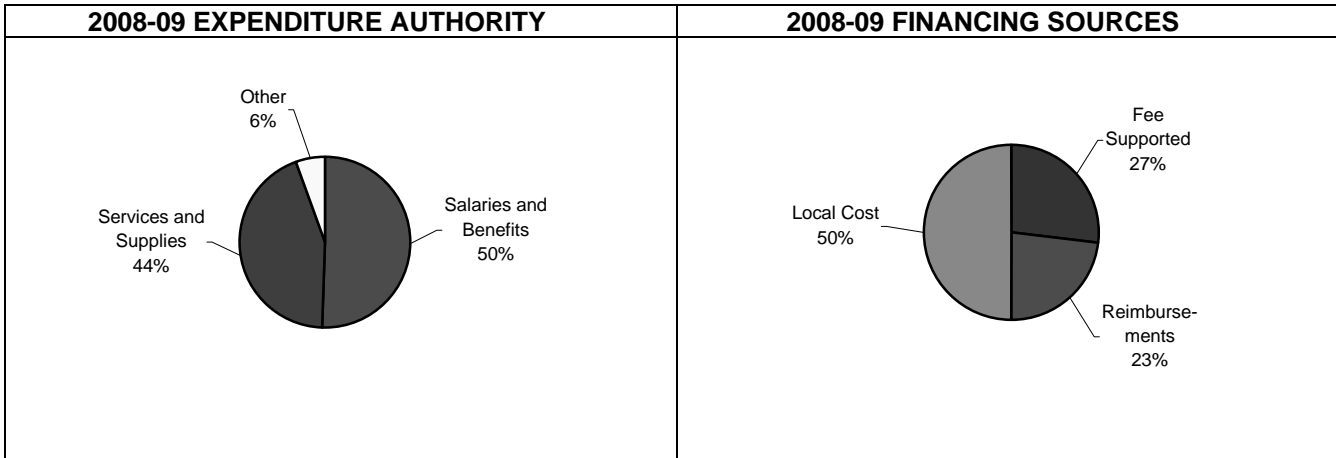 2008-09 EXPENDITURE AUTHORITY
Other
6%
Services and
Supplies
44%
Salaries and
Benefits
50%
2008-09 FINANCING SOURCES
Fee
Supported
27%
Local Cost
50%
Reimburse-
ments
23%